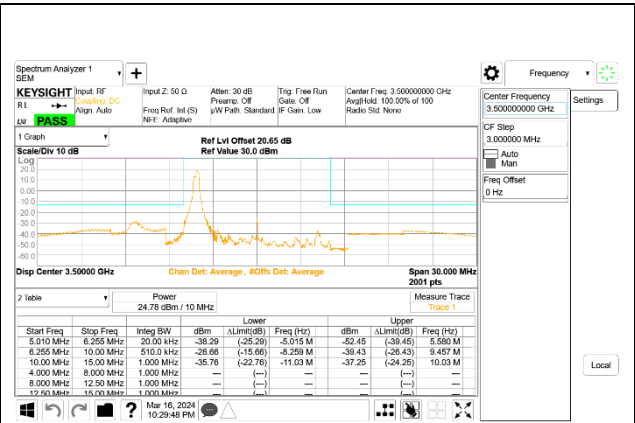 Spectrum Analyzer 1
SEM
Frequency
KEYSIGHT Input: RF Input Z: 50 Ω Atten: 30 dB Trig: Free Run Center Freq: 3.500000000 GHz
RL Coupling: DC Preamp: Off Gate: Off Avg|Hold: 100.00% of 100
Align: Auto Freq Ref: Int (S) µW Path: Standard IF Gain: Low Radio Std: None
PASS NFE: Adaptive
Center Frequency
3.500000000 GHz
Settings
CF Step
3.000000 MHz
Auto
Man
Freq Offset
0 Hz
Local
1 Graph
Scale/Div 10 dB
Ref Lvl Offset 20.65 dB
Ref Value 30.0 dBm
Log
20.0
10.0
0.00
-10.0
-20.0
-30.0
-40.0
-50.0
-60.0
Disp Center 3.50000 GHz Chan Det: Average, #Offs Det: Average Span 30.000 MHz
2001 pts
2 Table
Power
24.78 dBm / 10 MHz
Measure Trace
Trace 1
Lower Upper
Start Freq Stop Freq Integ BW dBm ΔLimit(dB) Freq (Hz) dBm ΔLimit(dB) Freq (Hz)
5.010 MHz 6.255 MHz 20.00 kHz -38.29 (-25.29) -5.015 M -52.45 (-39.45) 5.580 M
6.255 MHz 10.00 MHz 510.0 kHz -28.66 (-15.66) -8.259 M -39.43 (-26.43) 9.457 M
10.00 MHz 15.00 MHz 1.000 MHz -35.76 (-22.76) -11.03 M -37.25 (-24.25) 10.03 M
4.000 MHz 8.000 MHz 1.000 MHz --- (---) --- (---)
8.000 MHz 12.50 MHz 1.000 MHz --- (---) --- (---)
12.50 MHz 15.00 MHz 1.000 MHz --- (---) --- (---)
Mar 16, 2024
10:29:48 PM